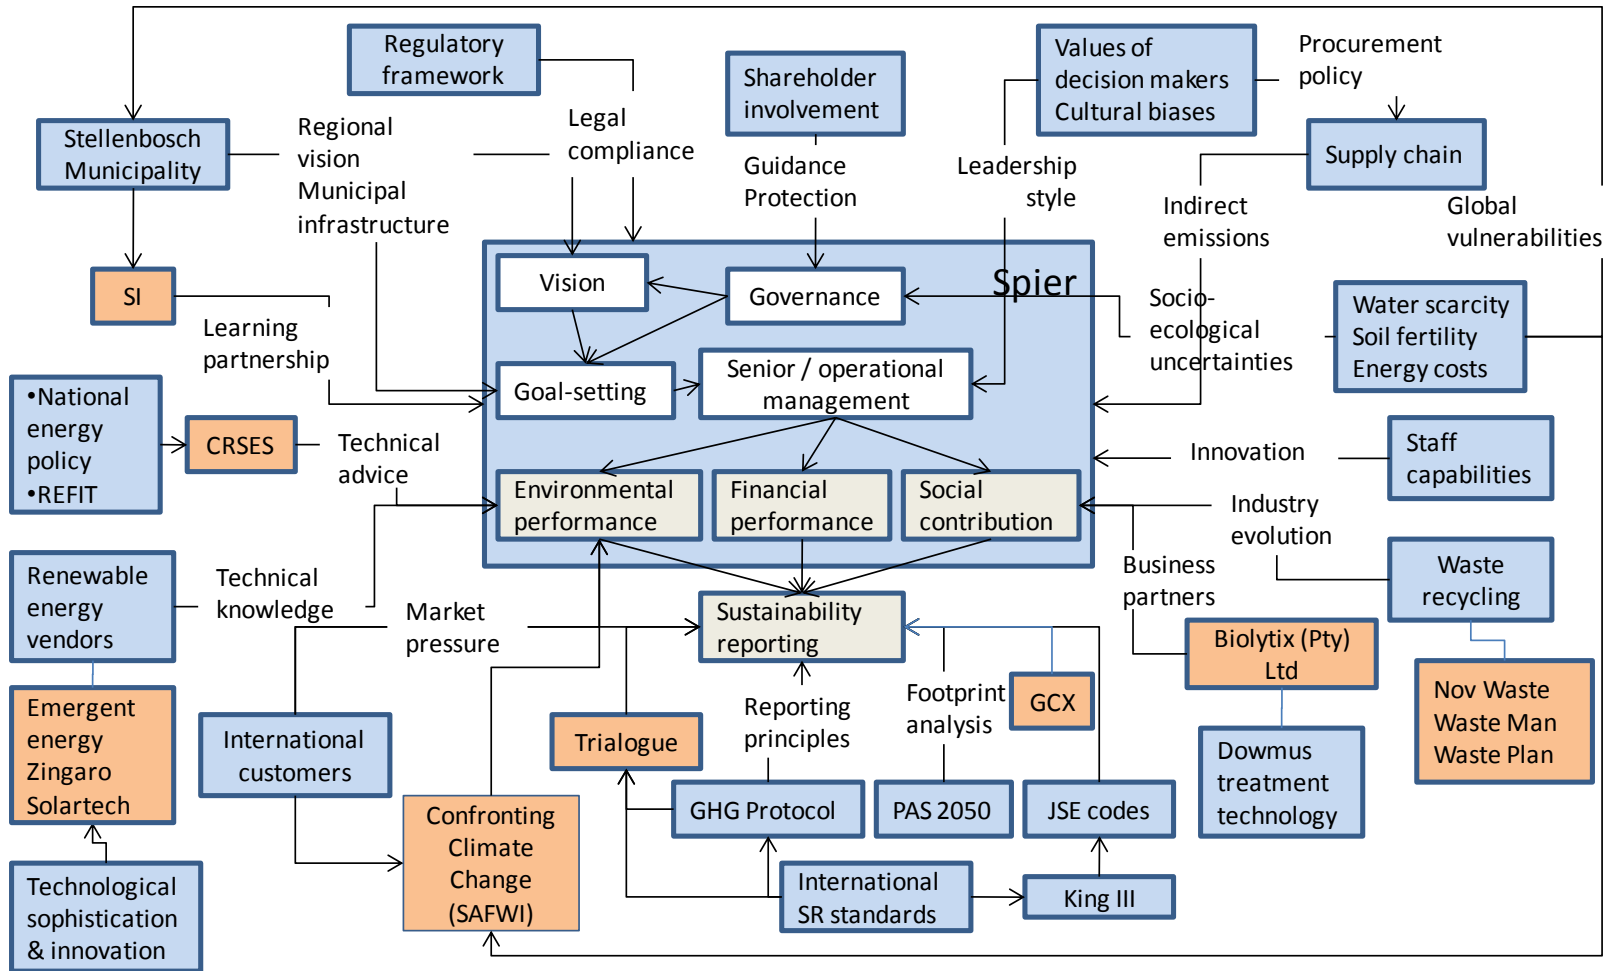 Regulatory
framework
Shareholder
involvement
Values of
decision makers
Cultural biases
Procurement
policy
Stellenbosch
Municipality
Regional
vision
Municipal
infrastructure
Legal
compliance
Guidance
Protection
Leadership
style
Supply chain
Indirect
emissions
Global
vulnerabilities
SI
Learning
partnership
Spier
Vision
Governance
Socio-
ecological
uncertainties
Water scarcity
Soil fertility
Energy costs
Goal-setting
Senior / operational
management
•National
energy
policy
•REFIT
CRSES
Technical
advice
Innovation
Staff
capabilities
Environmental
performance
Financial
performance
Social
contribution
Industry
evolution
Renewable
energy
vendors
Technical
knowledge
Market
pressure
Sustainability
reporting
Business
partners
Waste
recycling
Biolytix (Pty)
Ltd
Emergent
energy
Zingaro
Solartech
International
customers
Trialogue
Reporting
principles
Footprint
analysis
GCX
Nov Waste
Waste Man
Waste Plan
Dowmus
treatment
technology
Confronting
Climate
Change
(SAFWI)
GHG Protocol
PAS 2050
JSE codes
Technological
sophistication
& innovation
International
SR standards
King III